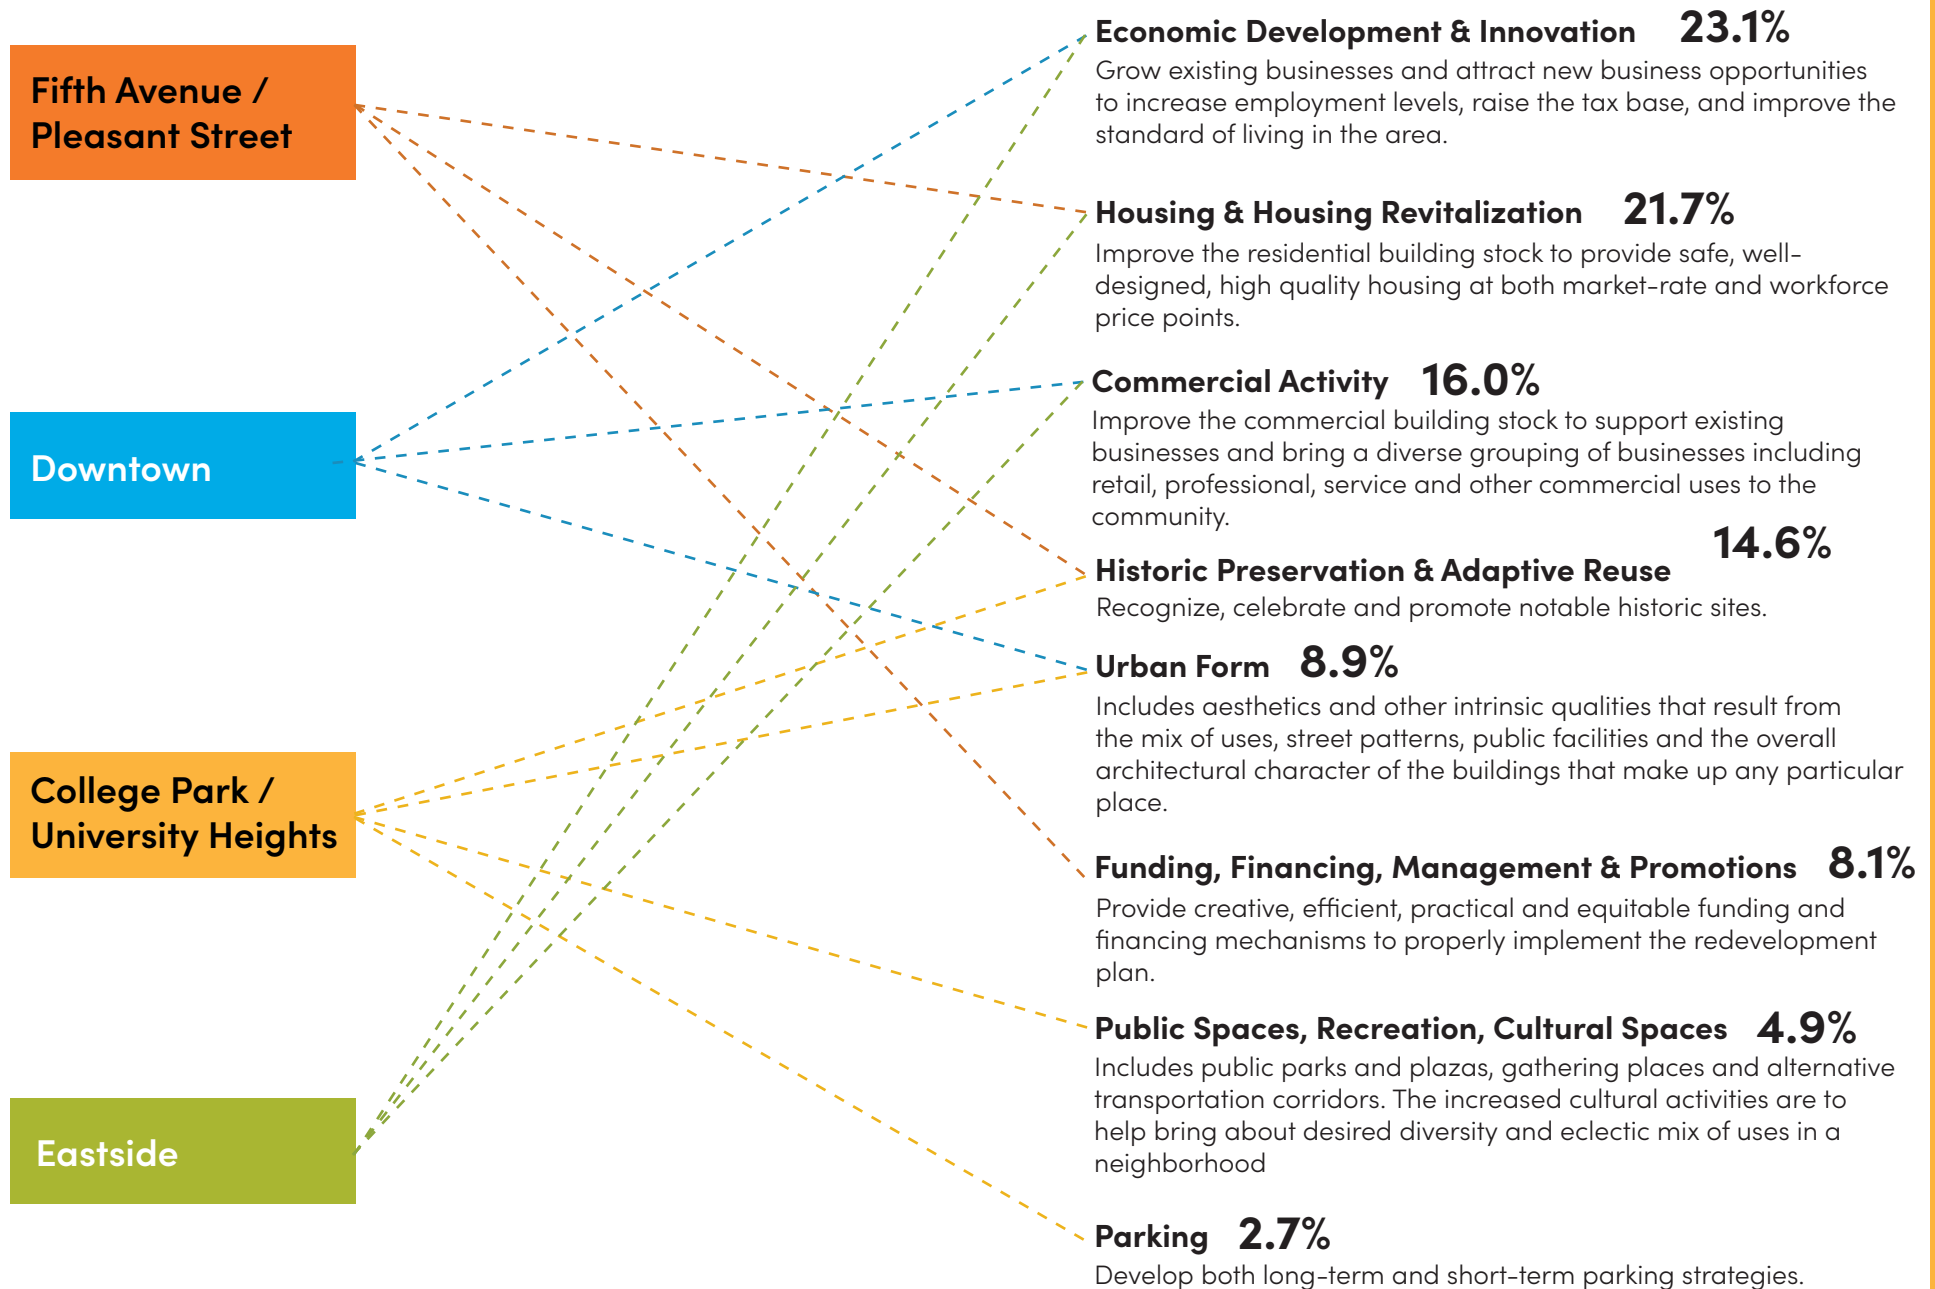 Fifth Avenue /
Pleasant Street
Downtown
College Park /
University Heights
Eastside
Economic Development & Innovation 23.1%
Grow existing businesses and attract new business opportunities
to increase employment levels, raise the tax base, and improve the
standard of living in the area.
Housing & Housing Revitalization 21.7%
Improve the residential building stock to provide safe, well-
designed, high quality housing at both market-rate and workforce
price points.
Commercial Activity 16.0%
Improve the commercial building stock to support existing
businesses and bring a diverse grouping of businesses including
retail, professional, service and other commercial uses to the
community.
14.6%
Historic Preservation & Adaptive Reuse
Recognize, celebrate and promote notable historic sites.
Urban Form 8.9%
Includes aesthetics and other intrinsic qualities that result from
the mix of uses, street patterns, public facilities and the overall
architectural character of the buildings that make up any particular
place.
Funding, Financing, Management & Promotions 8.1%
Provide creative, efficient, practical and equitable funding and
financing mechanisms to properly implement the redevelopment
plan.
Public Spaces, Recreation, Cultural Spaces 4.9%
Includes public parks and plazas, gathering places and alternative
transportation corridors. The increased cultural activities are to
help bring about desired diversity and eclectic mix of uses in a
neighborhood
Parking 2.7%
Develop both long-term and short-term parking strategies.